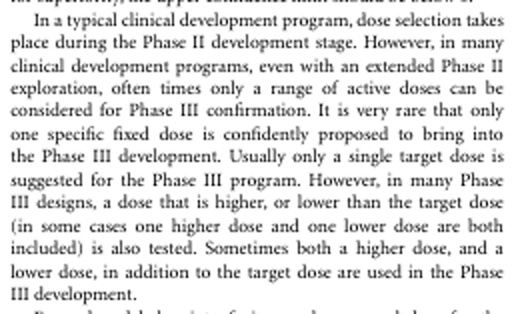 In a typical clinical development program, dose selection takes
place during the Phase II development stage. However, in many
clinical development programs, even with an extended Phase II
exploration, often times only a range of active doses can be
considered for Phase III confirmation. It is very rare that only
one specific fixed dose is confidently proposed to bring into
the Phase III development. Usually only a single target dose is
suggested for the Phase III program. However, in many Phase
III designs, a dose that is higher, or lower than the target dose
(in some cases one higher dose and one lower dose are both
included) is also tested. Sometimes both a higher dose, and a
lower dose, in addition to the target dose are used in the Phase
III development.